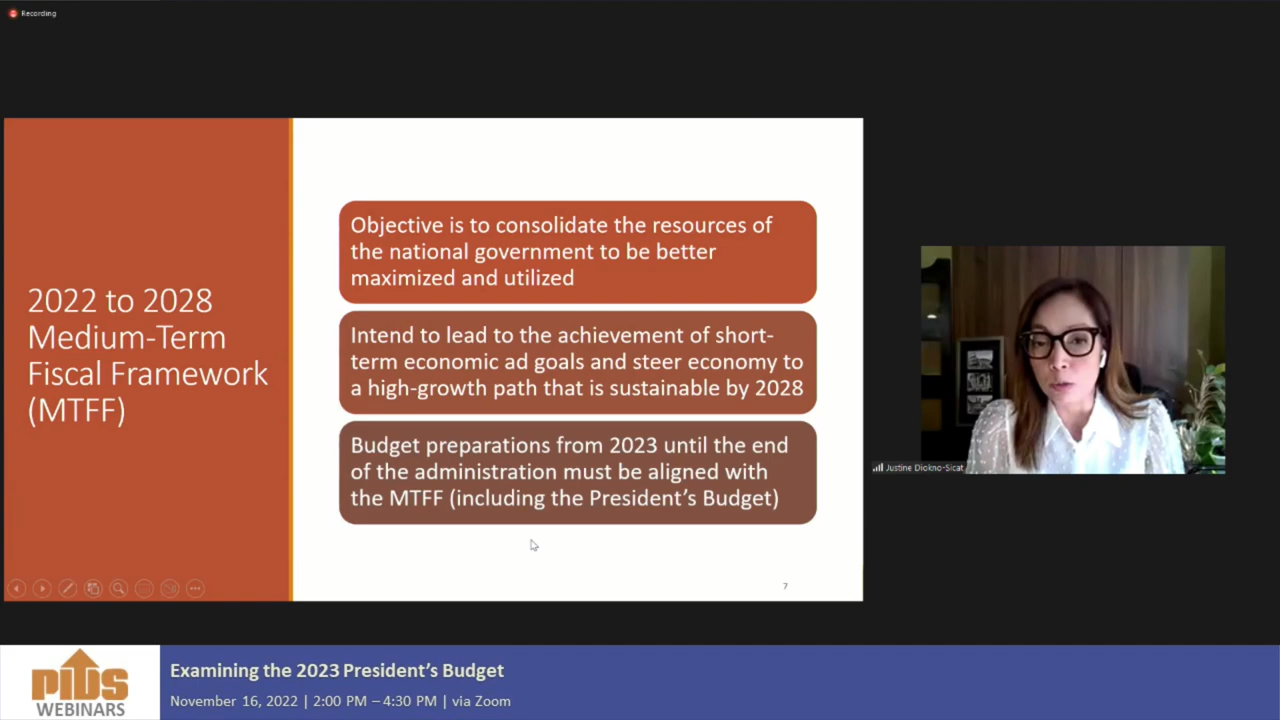 Recording
2022 to 2028
Medium-Term
Fiscal Framework
(MTFF)
Objective is to consolidate the resources of
the national government to be better
maximized and utilized
Intend to lead to the achievement of short-
term economic ad goals and steer economy to
a high-growth path that is sustainable by 2028
Budget preparations from 2023 until the end
of the administration must be aligned with
the MTFF (including the President's Budget)
7
Justine Diokno-Sicat
PIDS
WEBINARS
Examining the 2023 President's Budget
November 16, 2022 | 2:00 PM – 4:30 PM | via Zoom